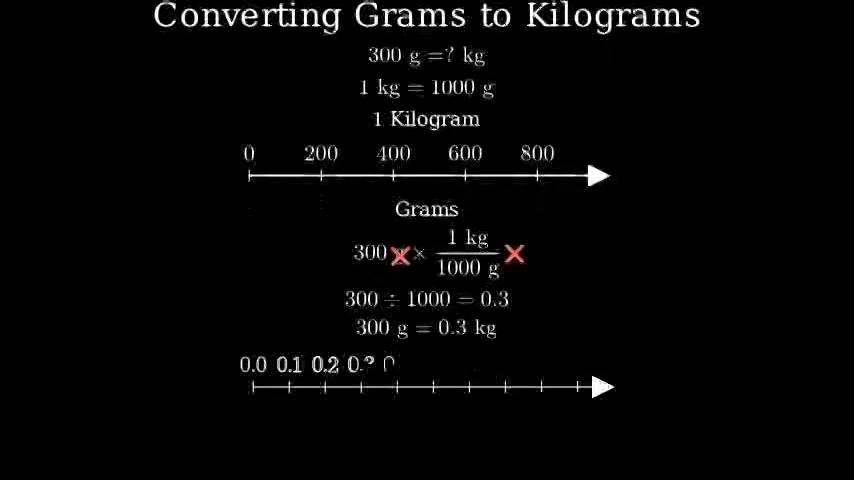 Converting Grams to Kilograms
300 g =? kg
1 kg = 1000 g
1 Kilogram
0 200 400 600 800
Grams
300 × 1 kg
1000 g
300 ÷ 1000 = 0.3
300 g = 0.3 kg
0.0 0.1 0.2